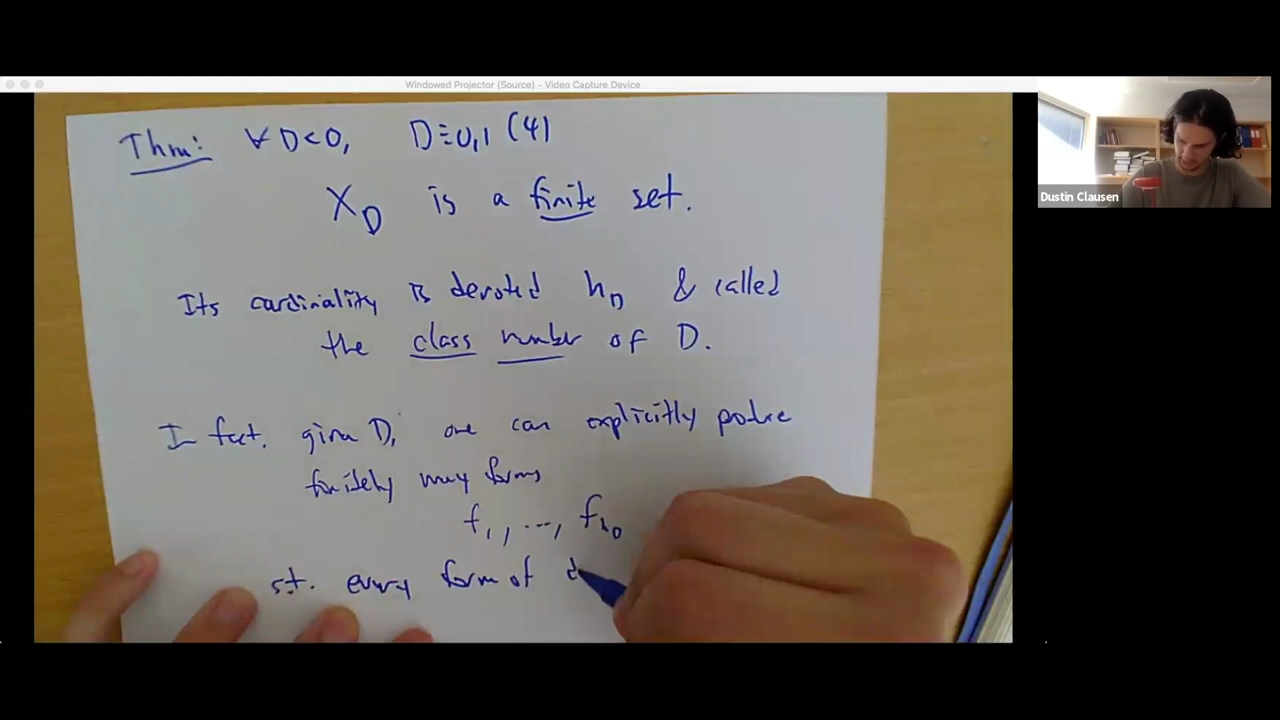 Windowed Projector (Source) - Video Capture Device
Thm: ∀ D<0, D≡0,1 (4)
X_D is a finite set.
Its cardinality is denoted h_D & called
the class number of D.
In fact, given D, one can explicitly produce
finitely many forms
f_1, ..., f_{h_D}
s.t. every form of d
Dustin Clausen